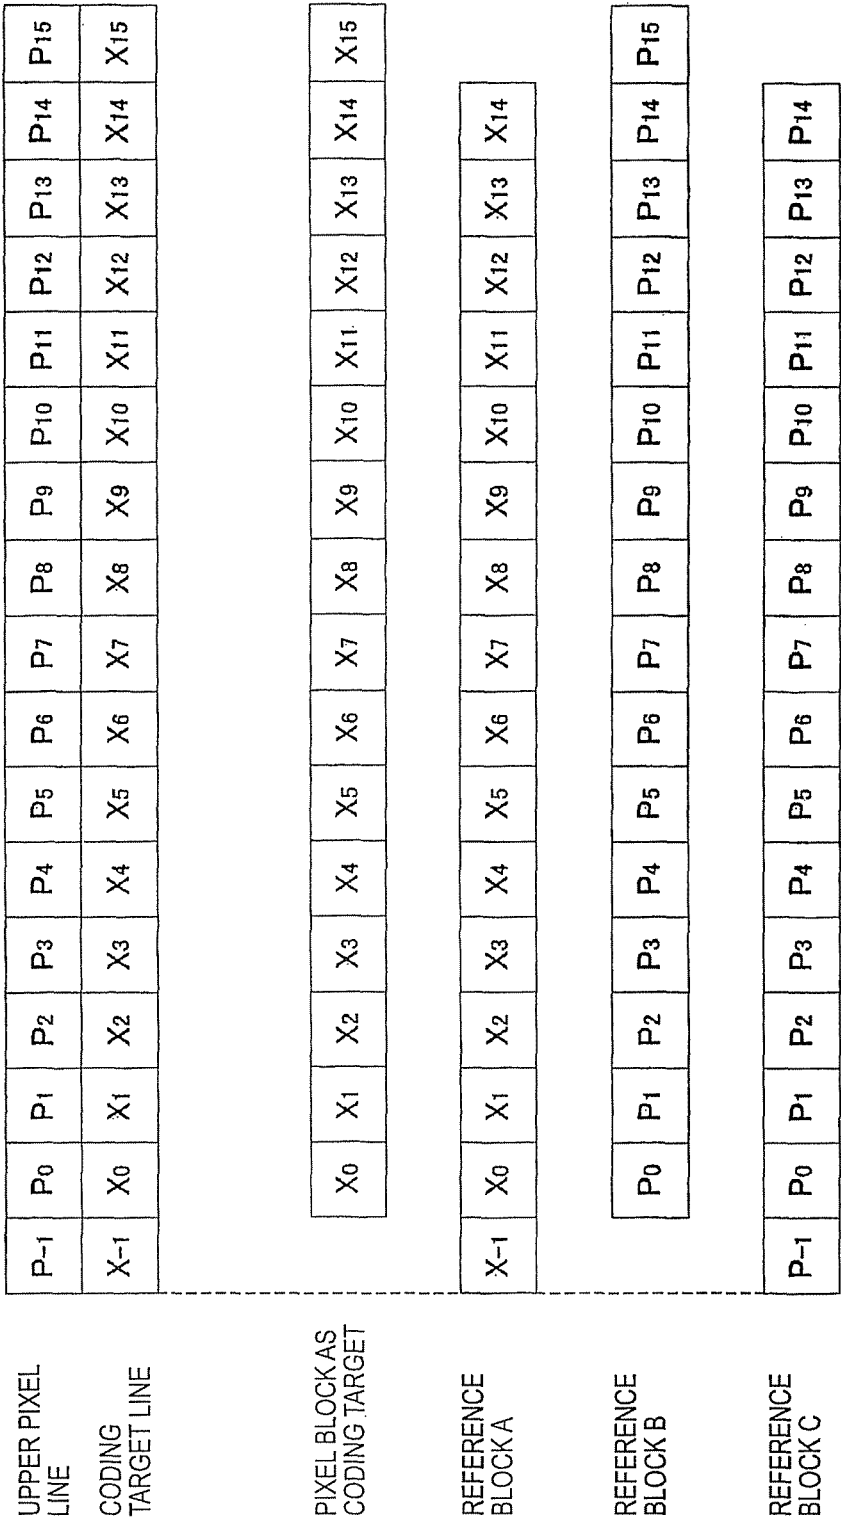 UPPER PIXEL
LINE
P-1 P0 P1 P2 P3 P4 P5 P6 P7 P8 P9 P10 P11 P12 P13 P14 P15
CODING
TARGET LINE
X-1 X0 X1 X2 X3 X4 X5 X6 X7 X8 X9 X10 X11 X12 X13 X14 X15
PIXEL BLOCK AS
CODING TARGET
X0 X1 X2 X3 X4 X5 X6 X7 X8 X9 X10 X11 X12 X13 X14 X15
REFERENCE
BLOCK A
X-1 X0 X1 X2 X3 X4 X5 X6 X7 X8 X9 X10 X11 X12 X13 X14
REFERENCE
BLOCK B
P0 P1 P2 P3 P4 P5 P6 P7 P8 P9 P10 P11 P12 P13 P14 P15
REFERENCE
BLOCK C
P-1 P0 P1 P2 P3 P4 P5 P6 P7 P8 P9 P10 P11 P12 P13 P14